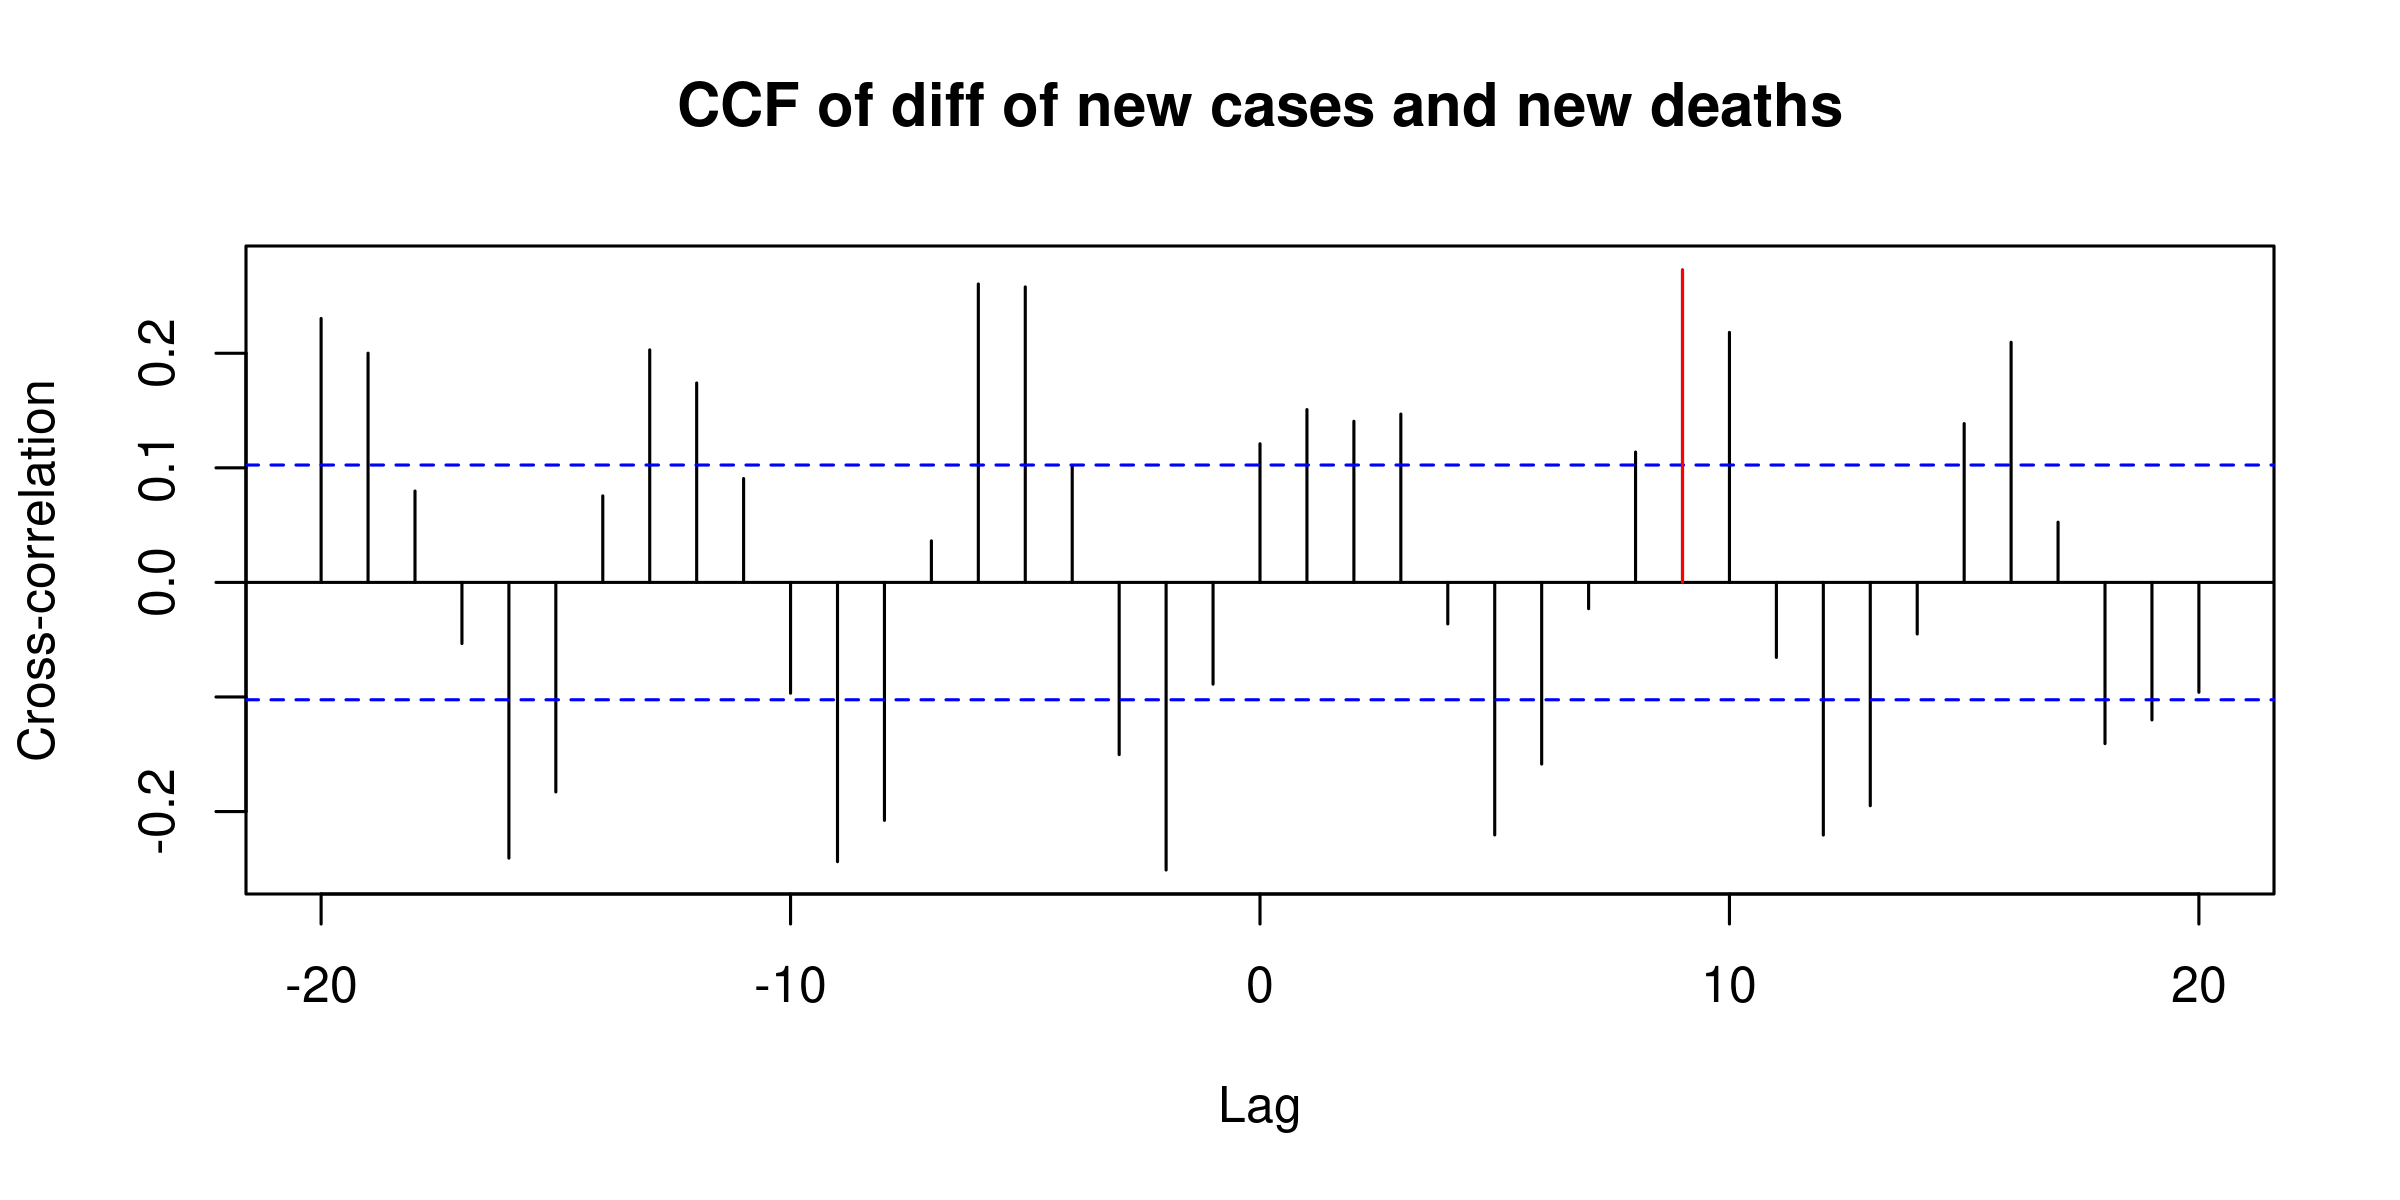 CCF of diff of new cases and new deaths
Cross-correlation
0.2
0.1
0.0
-0.2
-20 -10 0 10 20
Lag